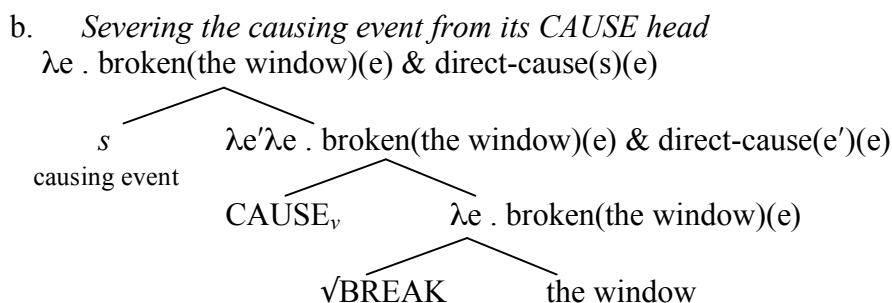 b. Severing the causing event from its CAUSE head
λe . broken(the window)(e) & direct-cause(s)(e)
s λe′λe . broken(the window)(e) & direct-cause(e′)(e)
causing event
CAUSEv λe . broken(the window)(e)
√BREAK the window